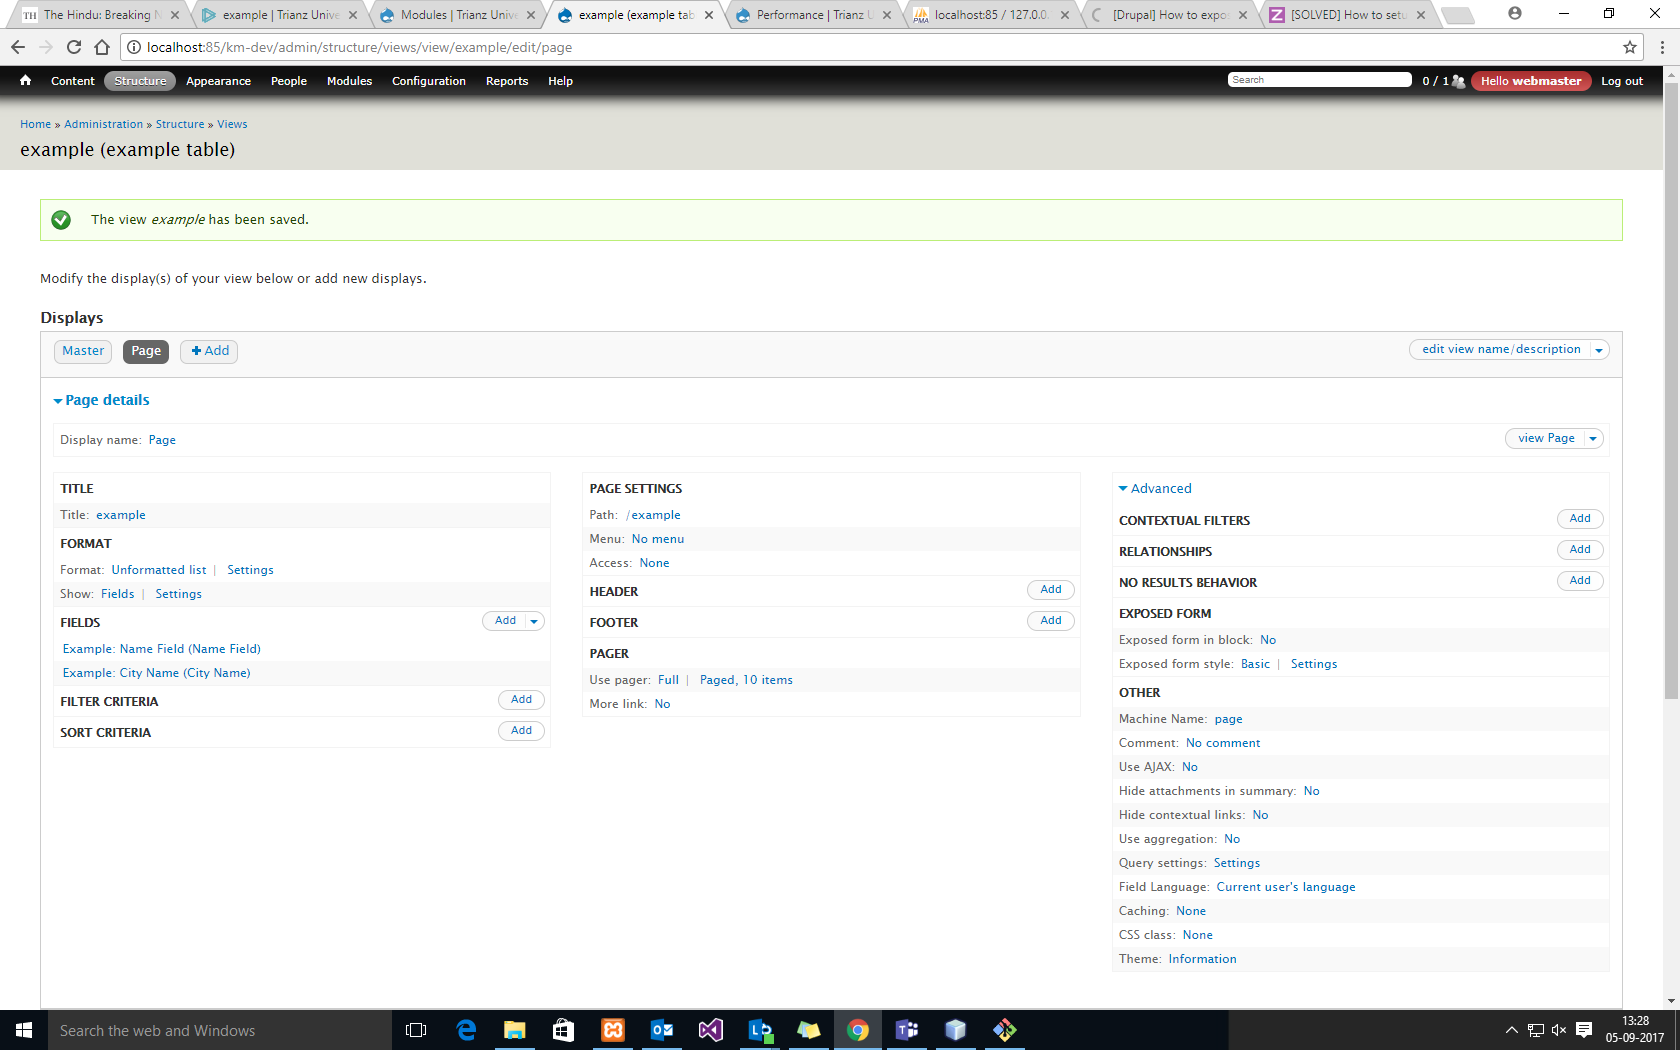 The Hindu: Breaking N
example | Trianz Unive
Modules | Trianz Unive
example (example tab
Performance | Trianz U
localhost:85 / 127.0.0.
[Drupal] How to expo
[SOLVED] How to setu
localhost:85/km-dev/admin/structure/views/view/example/edit/page
Content Structure Appearance People Modules Configuration Reports Help
Search
0 / 1
Hello webmaster
Log out
Home » Administration » Structure » Views
example (example table)
The view example has been saved.
Modify the display(s) of your view below or add new displays.
Displays
Master Page Add
edit view name/description
Page details
Display name: Page
view Page
TITLE
Title: example
FORMAT
Format: Unformatted list | Settings
Show: Fields | Settings
FIELDS Add
Example: Name Field (Name Field)
Example: City Name (City Name)
FILTER CRITERIA Add
SORT CRITERIA Add
PAGE SETTINGS
Path: /example
Menu: No menu
Access: None
HEADER Add
FOOTER Add
PAGER
Use pager: Full | Paged, 10 items
More link: No
Advanced
CONTEXTUAL FILTERS Add
RELATIONSHIPS Add
NO RESULTS BEHAVIOR Add
EXPOSED FORM
Exposed form in block: No
Exposed form style: Basic | Settings
OTHER
Machine Name: page
Comment: No comment
Use AJAX: No
Hide attachments in summary: No
Hide contextual links: No
Use aggregation: No
Query settings: Settings
Field Language: Current user's language
Caching: None
CSS class: None
Theme: Information
Search the web and Windows
13:28
05-09-2017